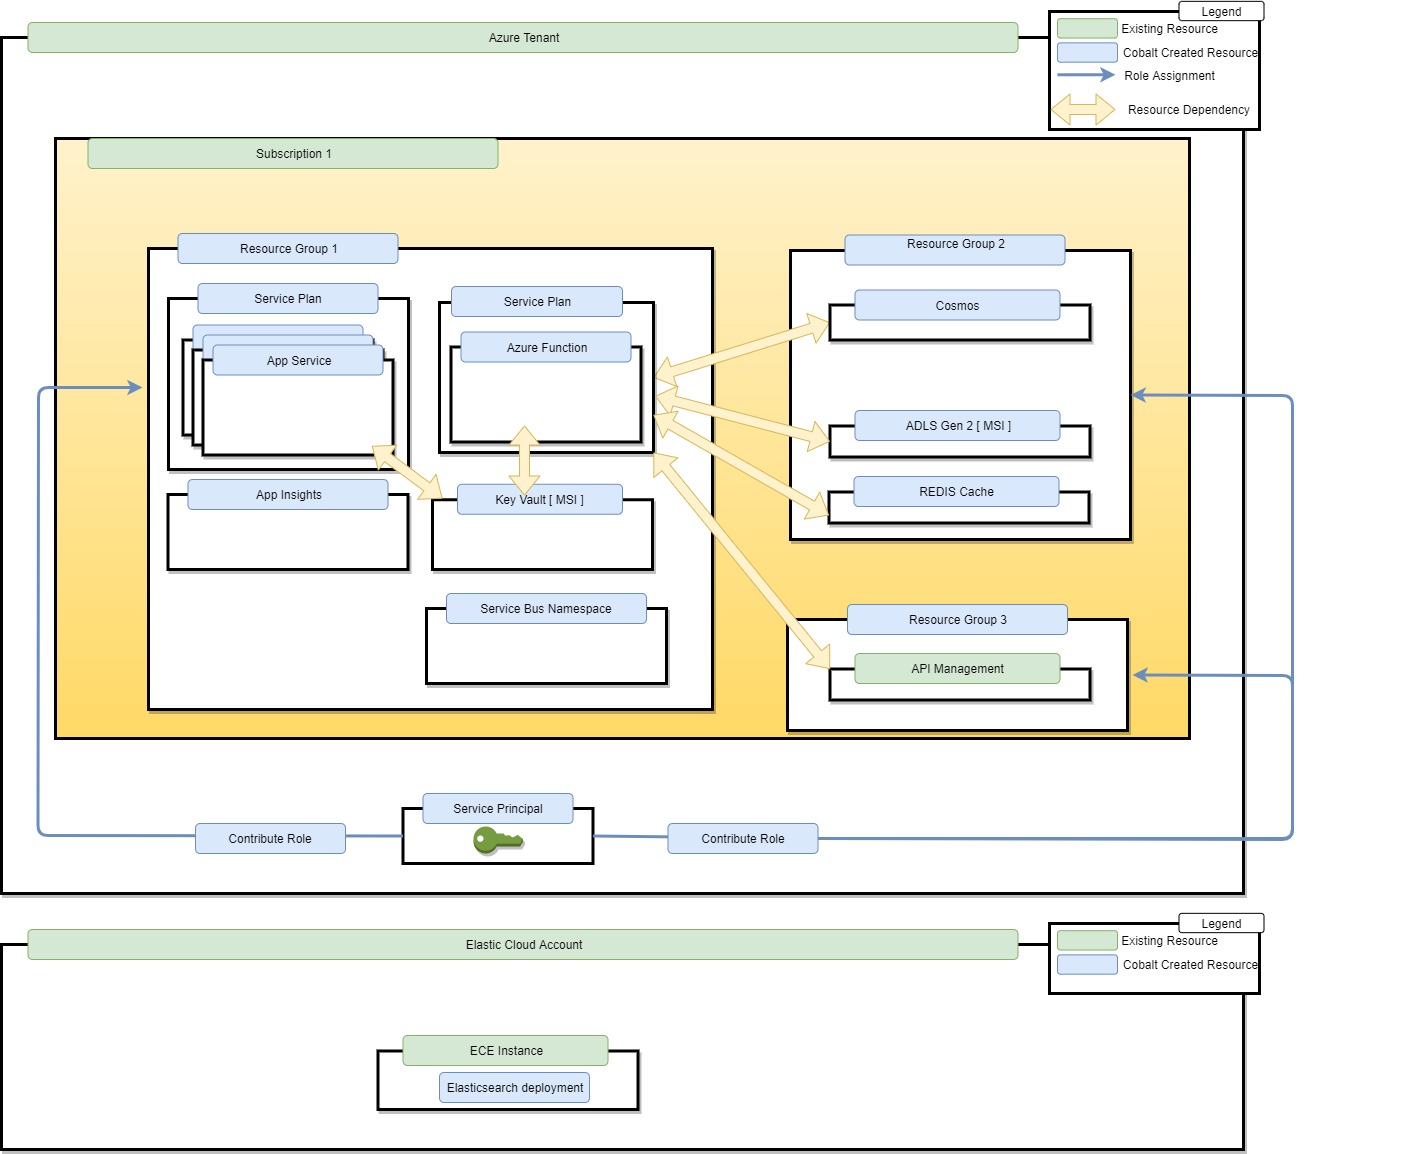 Azure Tenant
Legend
Existing Resource
Cobalt Created Resource
Role Assignment
Resource Dependency
Subscription 1
Resource Group 1
Service Plan
App Service
Service Plan
Azure Function
App Insights
Key Vault [ MSI ]
Service Bus Namespace
Resource Group 2
Cosmos
ADLS Gen 2 [ MSI ]
REDIS Cache
Resource Group 3
API Management
Service Principal
Contribute Role
Contribute Role
Elastic Cloud Account
Legend
Existing Resource
Cobalt Created Resource
ECE Instance
Elasticsearch deployment